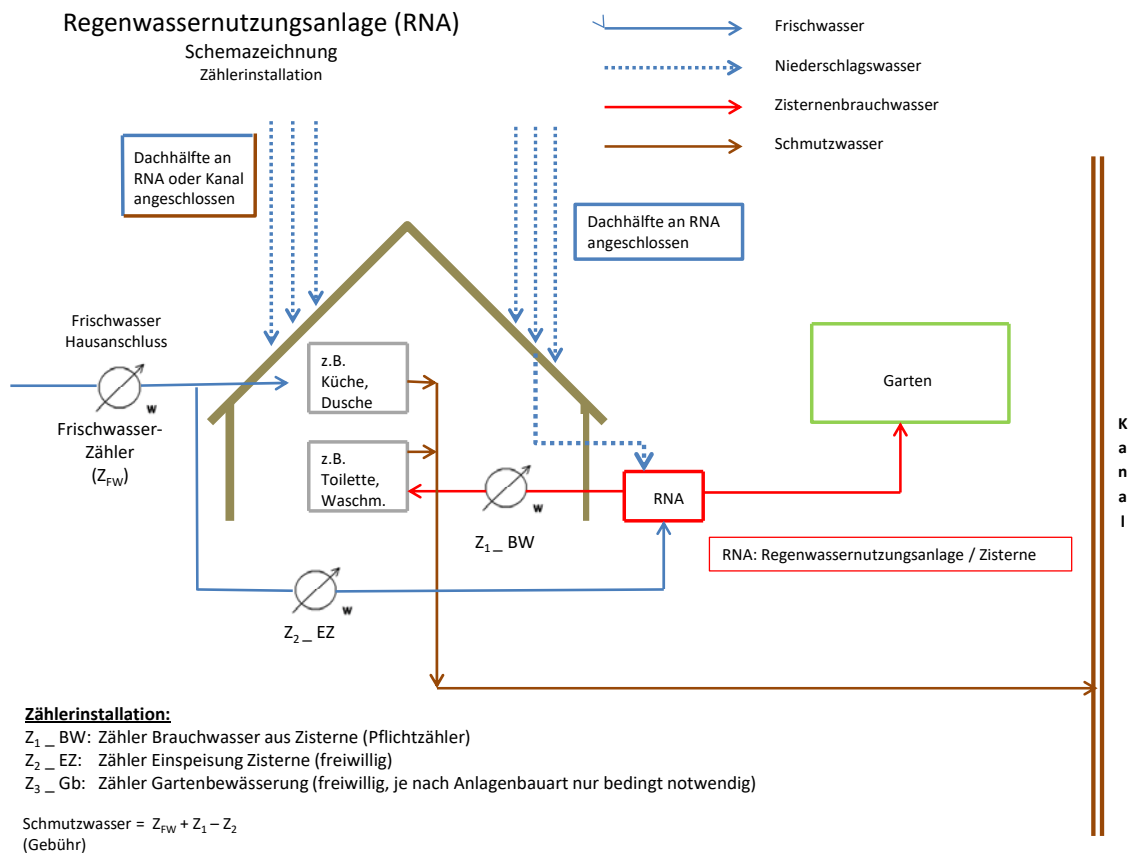 Regenwassernutzungsanlage (RNA)
Schemazeichnung
Zählerinstallation
Frischwasser
Niederschlagswasser
Zisternenbrauchwasser
Schmutzwasser
Dachhälfte an
RNA oder Kanal
angeschlossen
Dachhälfte an RNA
angeschlossen
Frischwasser
Hausanschluss
w
Frischwasser-
Zähler
(Z_FW)
z.B.
Küche,
Dusche
z.B.
Toilette,
Waschm.
w
Z₁ _ BW
RNA
Garten
Kanal
RNA: Regenwassernutzungsanlage / Zisterne
w
Z₂ _ EZ
Zählerinstallation:
Z₁ _ BW: Zähler Brauchwasser aus Zisterne (Pflichtzähler)
Z₂ _ EZ: Zähler Einspeisung Zisterne (freiwillig)
Z₃ _ Gb: Zähler Gartenbewässerung (freiwillig, je nach Anlagenbauart nur bedingt notwendig)
Schmutzwasser = Z_FW + Z₁ – Z₂
(Gebühr)